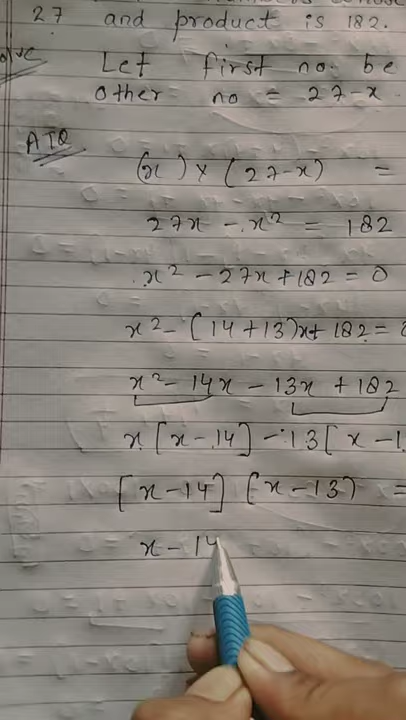 27 and product is 182.
Let first no. be
other no = 27-x
ATQ
(x) × (27-x) =
27x - x² = 182
x² - 27x + 182 = 0
x² - (14+13)x + 182 =
x² - 14x - 13x + 182
x[x-14] - 13[x-1
[x-14] (x-13) =
x - 14